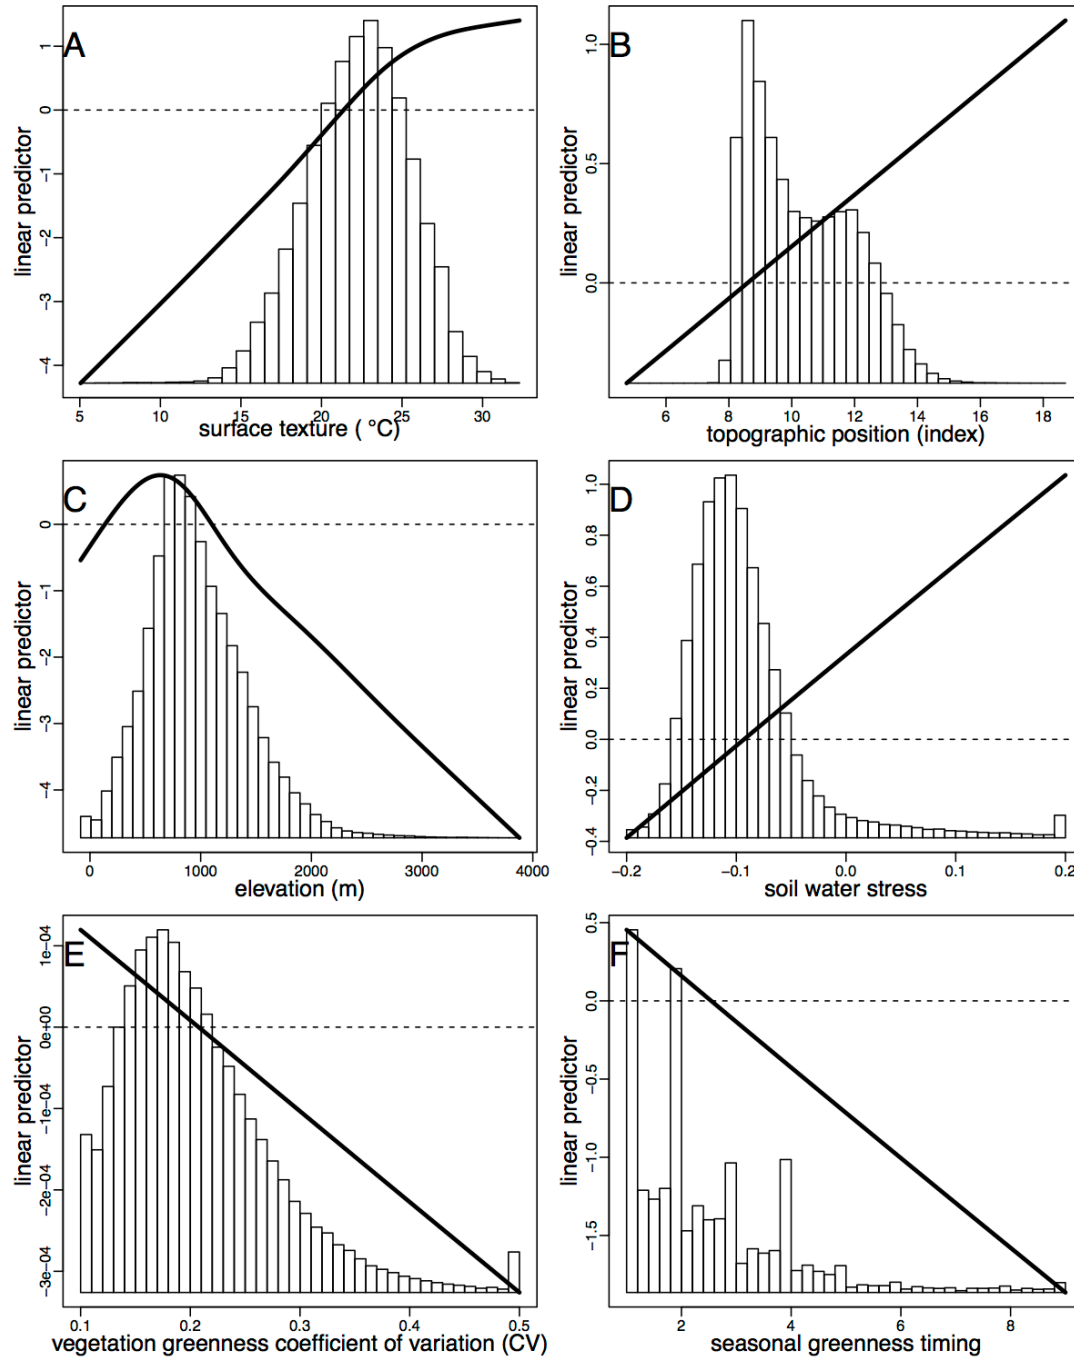 A
linear predictor
1
0
−1
−2
−3
−4
5 10 15 20 25 30
surface texture ( °C)
B
linear predictor
1.0
0.5
0.0
6 8 10 12 14 16 18
topographic position (index)
C
linear predictor
0
−1
−2
−3
−4
0 1000 2000 3000 4000
elevation (m)
D
linear predictor
1.0
0.8
0.6
0.4
0.2
0.0
−0.2
−0.4
−0.2 −0.1 0.0 0.1 0.2
soil water stress
E
linear predictor
1e−04
0e+00
−1e−04
−2e−04
−3e−04
0.1 0.2 0.3 0.4 0.5
vegetation greenness coefficient of variation (CV)
F
linear predictor
0.5
0.0
−0.5
−1.0
−1.5
2 4 6 8
seasonal greenness timing